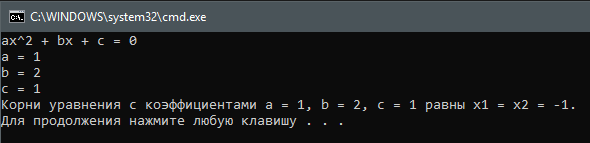 C:\WINDOWS\system32\cmd.exe
ax^2 + bx + c = 0
a = 1
b = 2
c = 1
Корни уравнения с коэффициентами a = 1, b = 2, c = 1 равны x1 = x2 = -1.
Для продолжения нажмите любую клавишу . . .